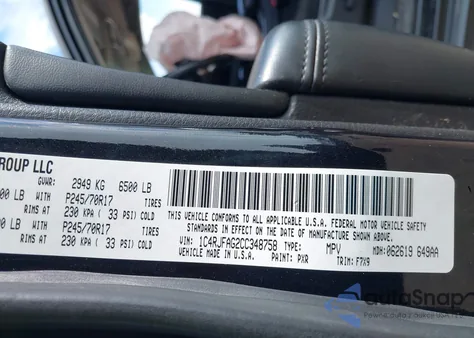 ROUP LLC
GVWR: 2949 KG 6500 LB
00 LB WITH P245/70R17 TIRES
RIMS AT 230 KPA ( 33 PSI) COLD
00 LB WITH P245/70R17 TIRES
RIMS AT 230 KPA ( 33 PSI) COLD
THIS VEHICLE CONFORMS TO ALL APPLICABLE U.S.A. FEDERAL MOTOR VEHICLE SAFETY
STANDARDS IN EFFECT ON THE DATE OF MANUFACTURE SHOWN ABOVE.
VIN: 1C4RJFAG2CC348758 TYPE: MPV MDH: 062619 649AA
VEHICLE MADE IN U.S.A. PAINT: PXR TRIM: F7X9
autoSnap